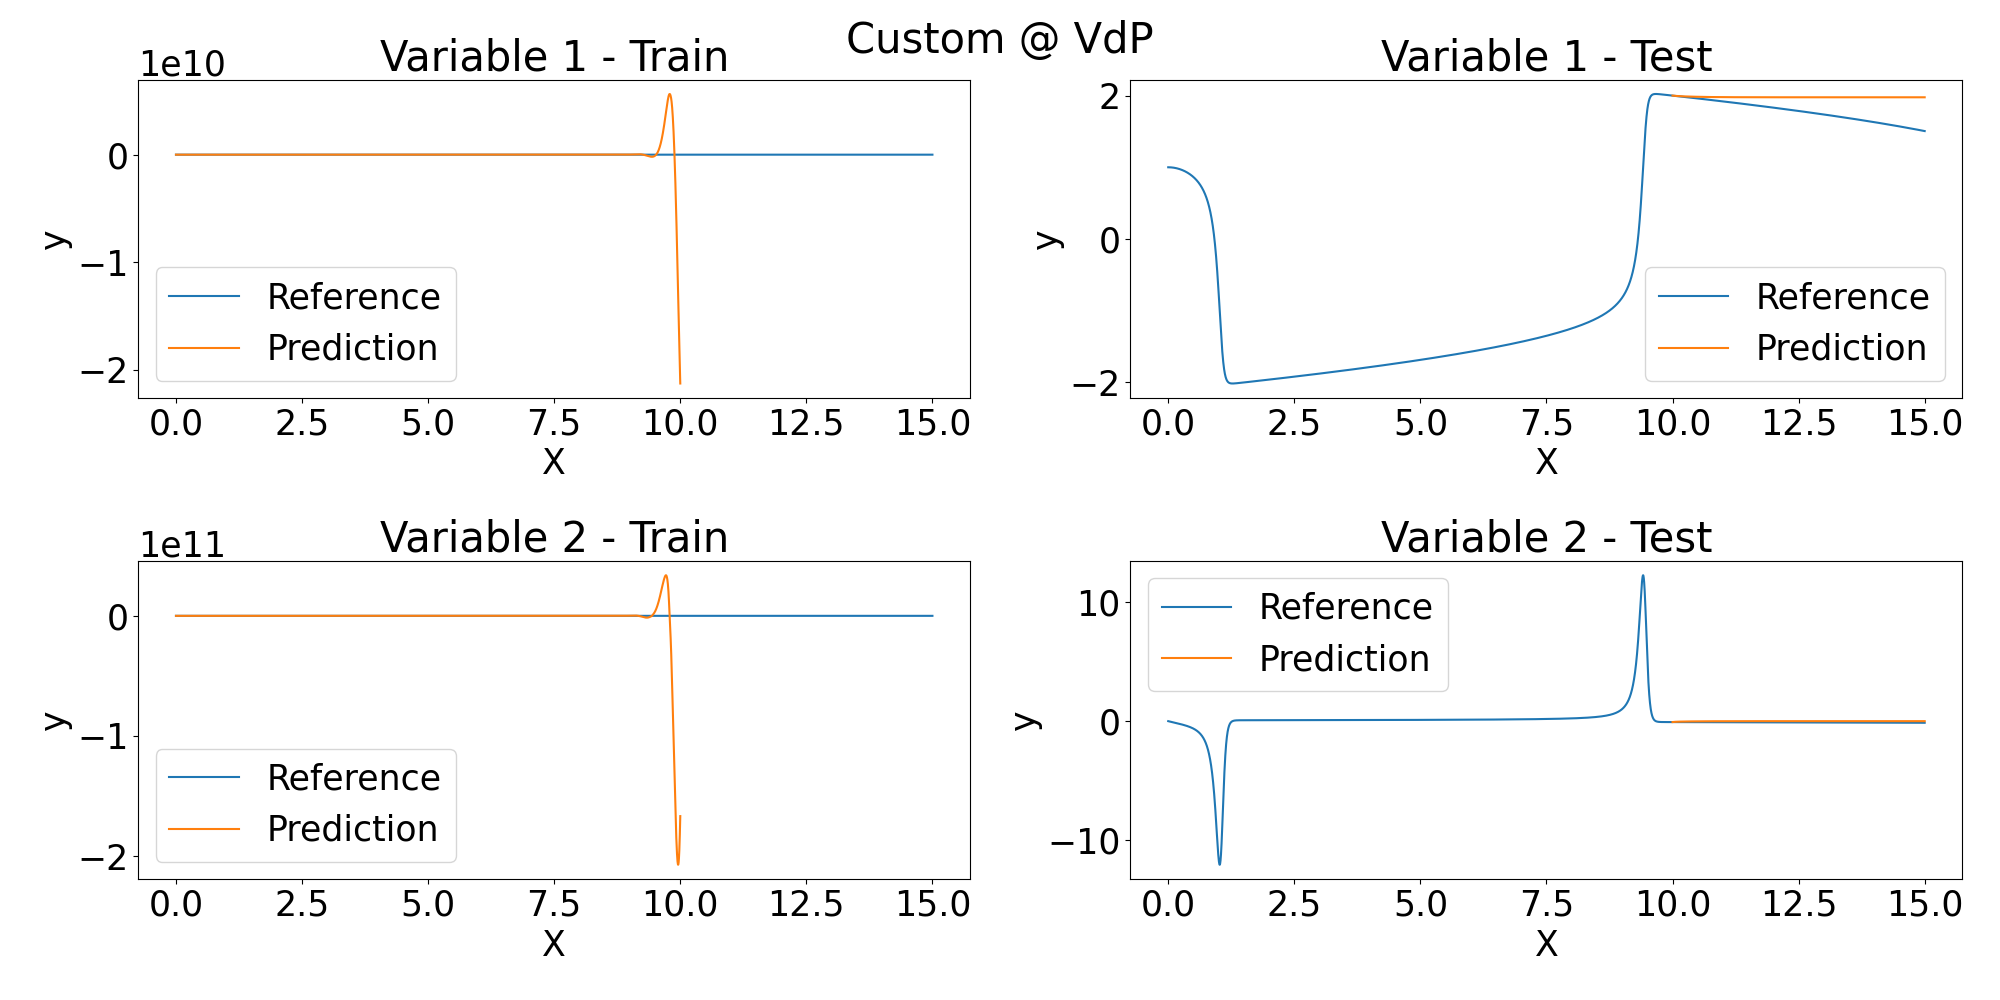 Custom @ VdP
Variable 1 - Train
1e10
0
−1
−2
y
Reference
Prediction
0.0 2.5 5.0 7.5 10.0 12.5 15.0
X
Variable 1 - Test
2
0
−2
y
Reference
Prediction
0.0 2.5 5.0 7.5 10.0 12.5 15.0
X
Variable 2 - Train
1e11
0
−1
−2
y
Reference
Prediction
0.0 2.5 5.0 7.5 10.0 12.5 15.0
X
Variable 2 - Test
10
0
−10
y
Reference
Prediction
0.0 2.5 5.0 7.5 10.0 12.5 15.0
X